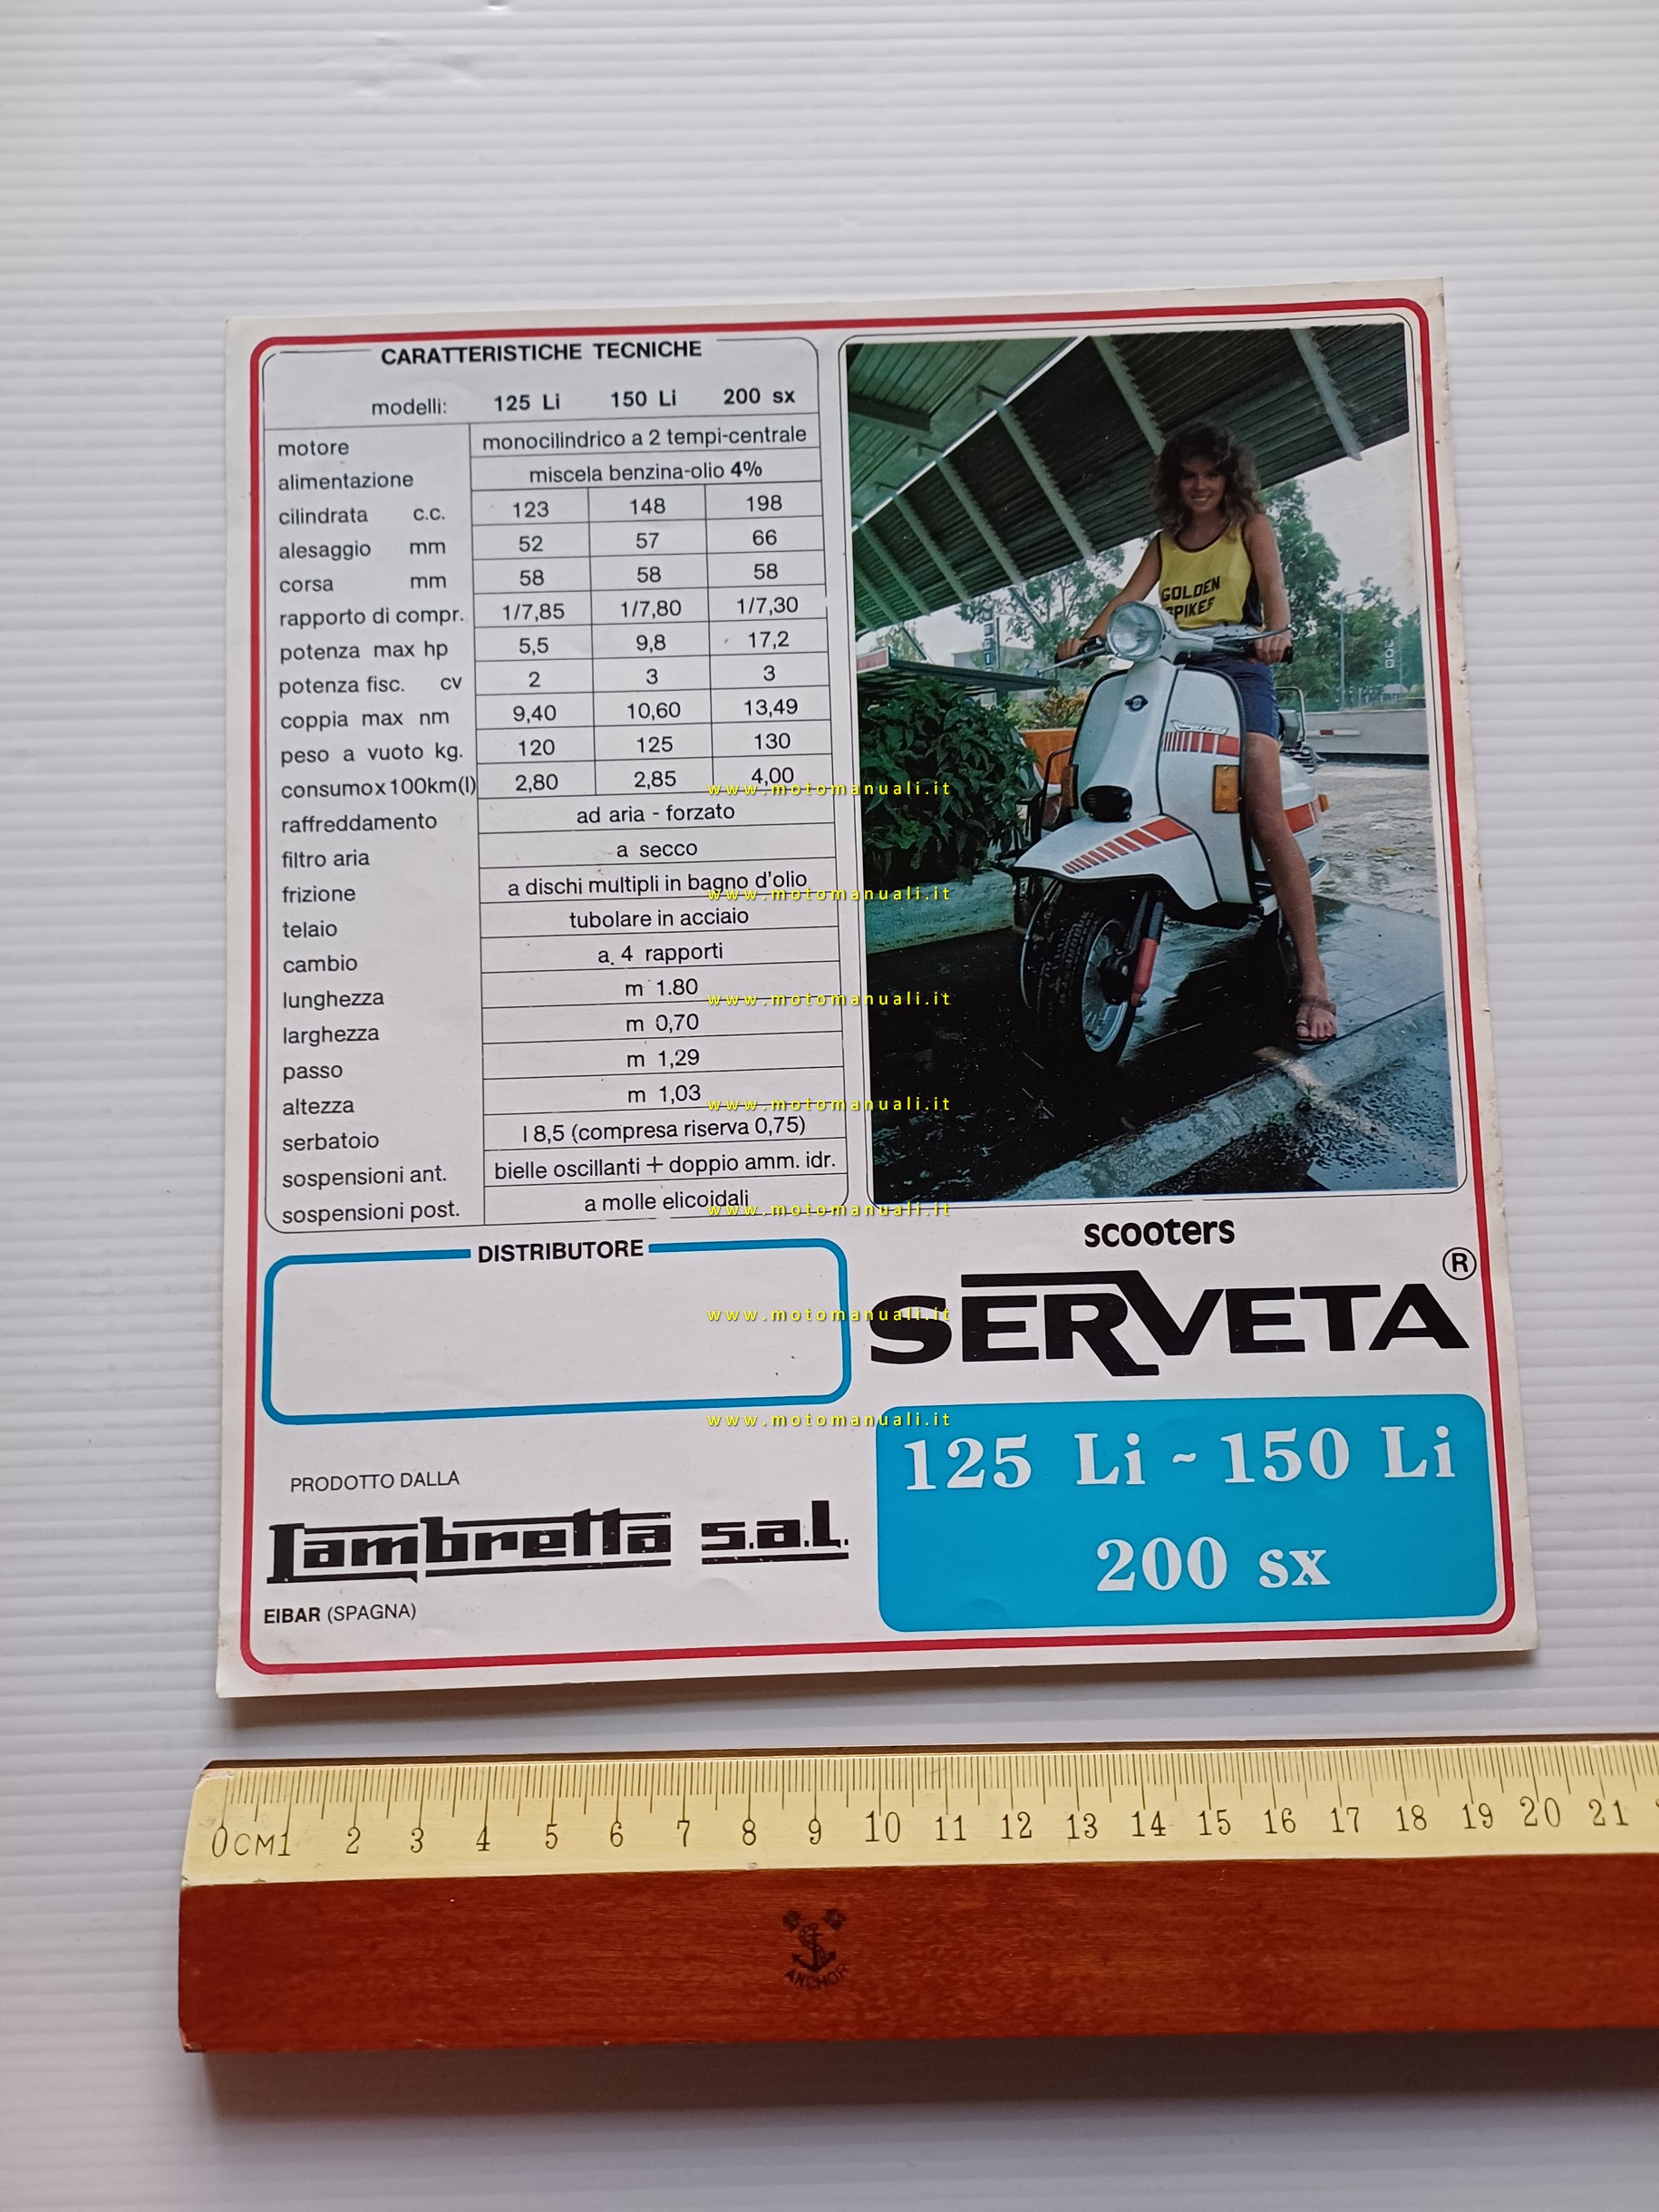 CARATTERISTICHE TECNICHE
modelli: 125 Li 150 Li 200 sx
motore monocilindrico a 2 tempi-centrale
alimentazione miscela benzina-olio 4%
cilindrata c.c. 123 148 198
alesaggio mm 52 57 66
corsa mm 58 58 58
rapporto di compr. 1/7,85 1/7,80 1/7,30
potenza max hp 5,5 9,8 17,2
potenza fisc. cv 2 3 3
coppia max nm 9,40 10,60 13,49
peso a vuoto kg. 120 125 130
consumo x 100km(l) 2,80 2,85 4,00
raffreddamento ad aria - forzato
filtro aria a secco
frizione a dischi multipli in bagno d'olio
telaio tubolare in acciaio
cambio a. 4 rapporti
lunghezza m 1.80
larghezza m 0,70
passo m 1,29
altezza m 1,03
serbatoio l 8,5 (compresa riserva 0,75)
sospensioni ant. bielle oscillanti + doppio amm. idr.
sospensioni post. a molle elicoidali
GOLDEN
SPIKES
www.motomanuali.it
www.motomanuali.it
www.motomanuali.it
www.motomanuali.it
www.motomanuali.it
www.motomanuali.it
www.motomanuali.it
DISTRIBUTORE
scooters
SERVETA ®
125 Li ~ 150 Li
200 sx
PRODOTTO DALLA
Lambretta s.a.l.
EIBAR (SPAGNA)
0 CM 1 2 3 4 5 6 7 8 9 10 11 12 13 14 15 16 17 18 19 20 21
ANCHOR